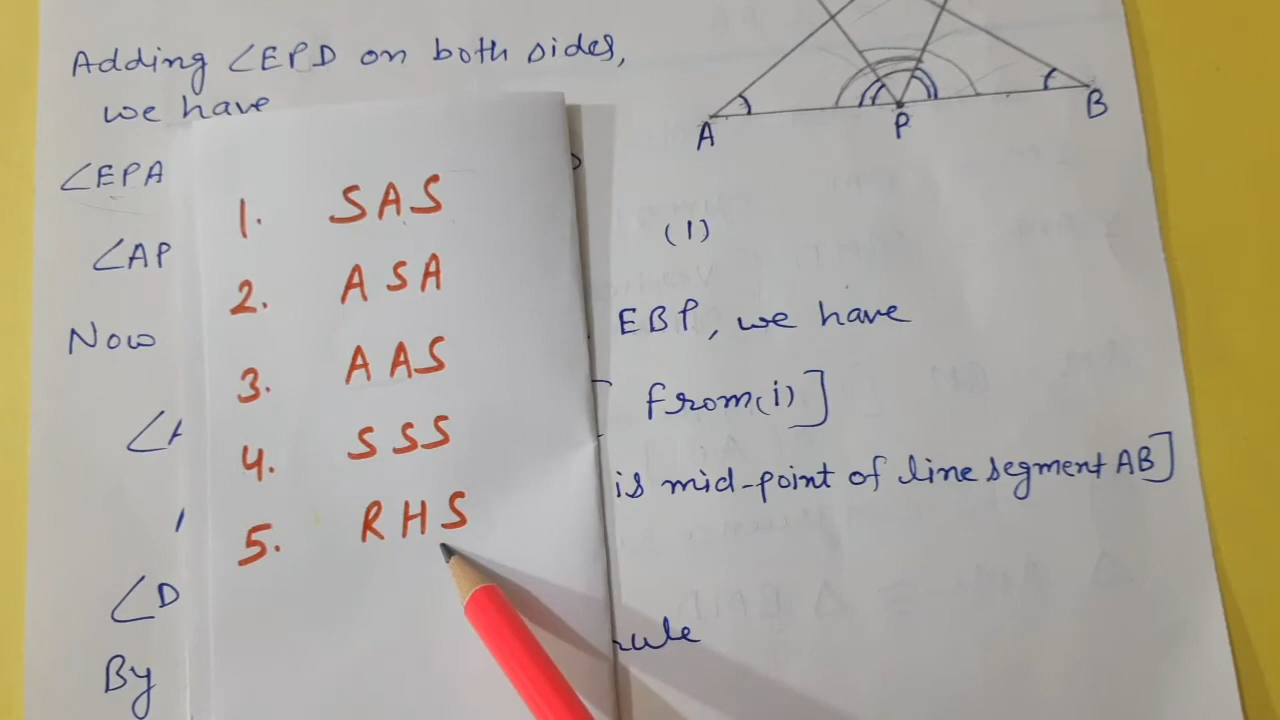 Adding ∠EPD on both sides,
we have
∠EPA
∠AP
(1)
Now
EBP, we have
∠A
from(i)]
is mid-point of line segment AB]
∠D
By
rule
1. SAS
2. ASA
3. AAS
4. SSS
5. RHS
A
P
B